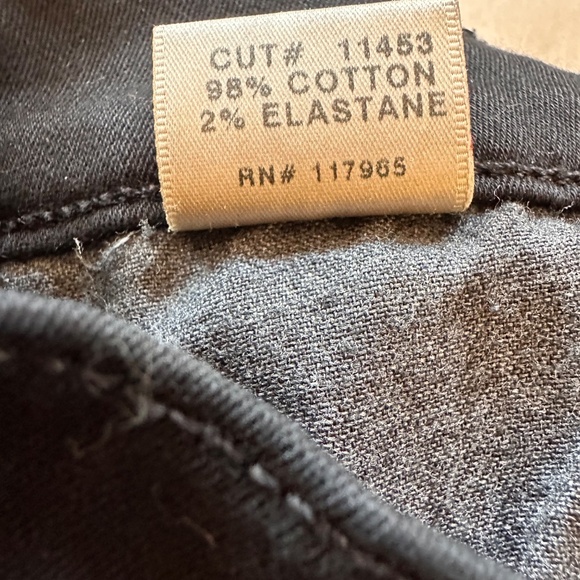 CUT# 11453
98% COTTON
2% ELASTANE
RN# 117965